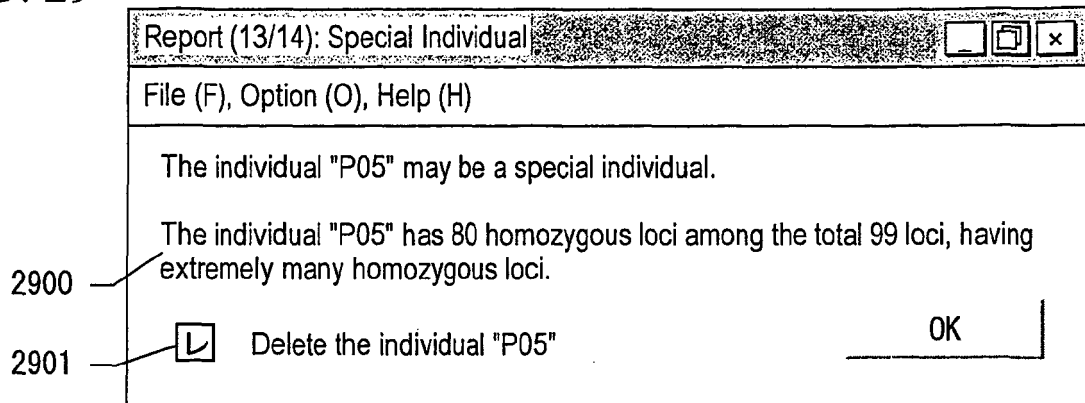 Report (13/14): Special Individual
File (F), Option (O), Help (H)
The individual "P05" may be a special individual.
The individual "P05" has 80 homozygous loci among the total 99 loci, having
extremely many homozygous loci.
2900
Delete the individual "P05"
OK
2901